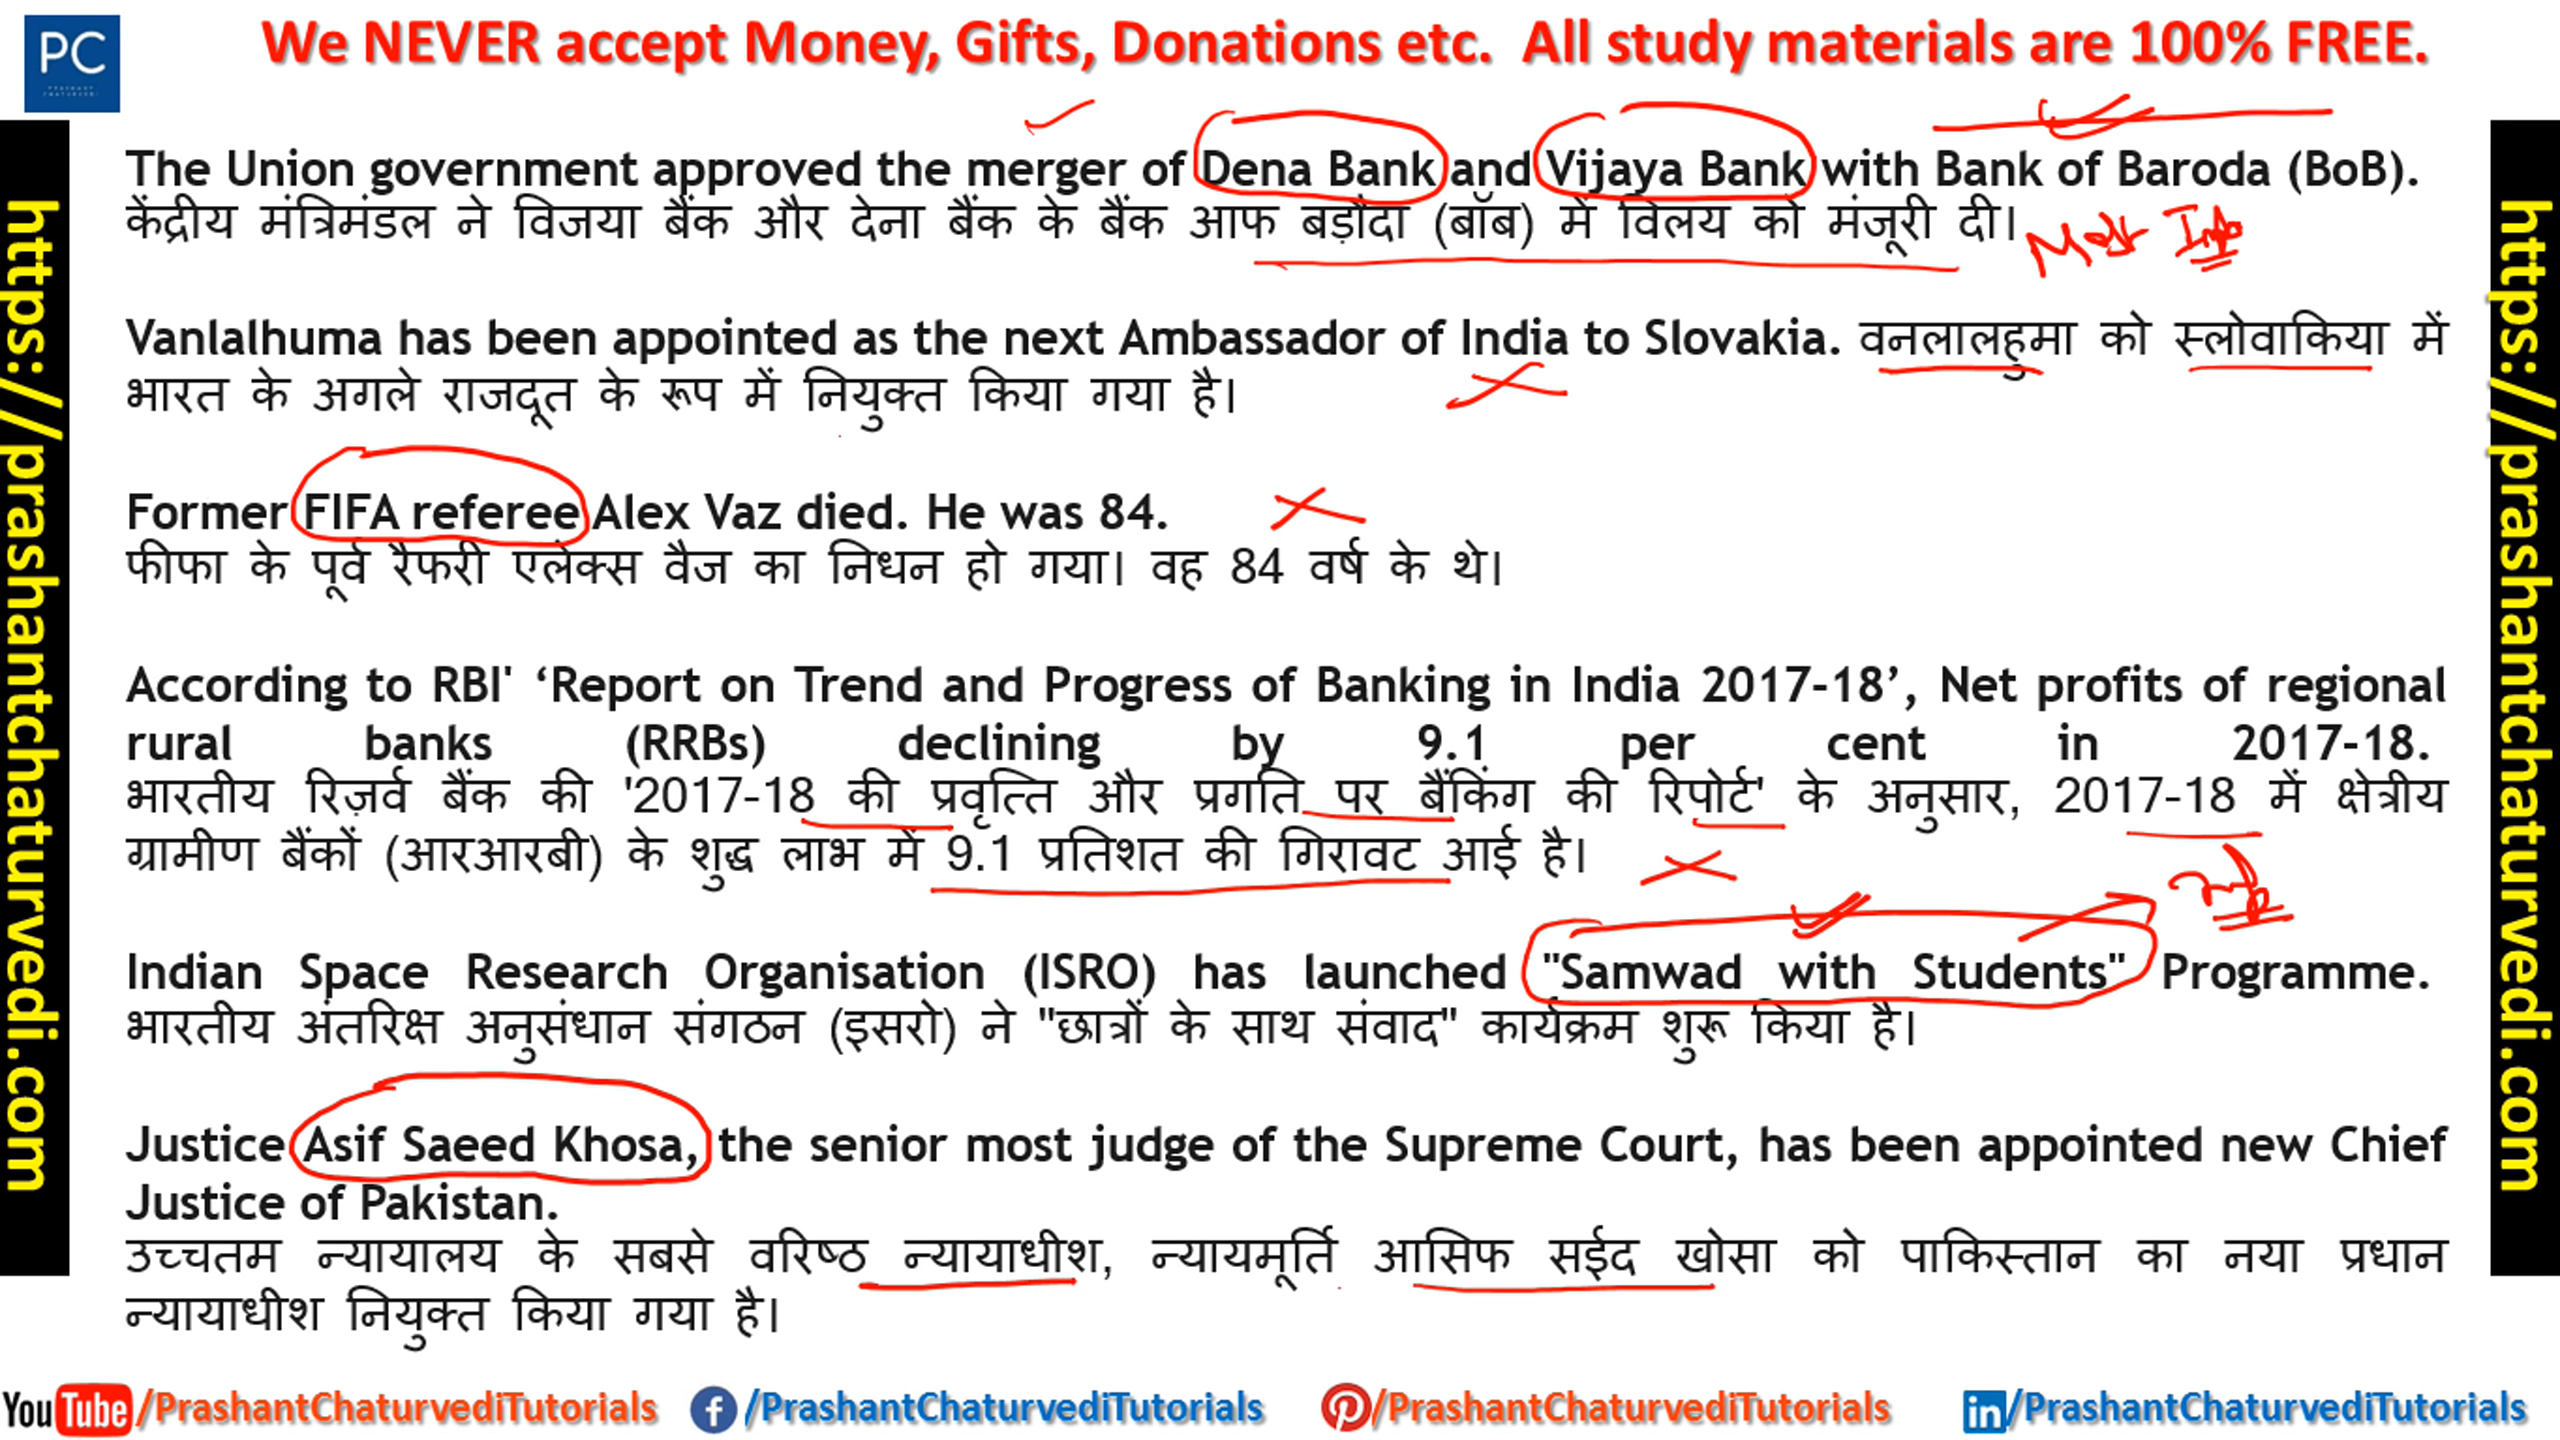 PC
PRASHANT
CHATURVEDI
We NEVER accept Money, Gifts, Donations etc.  All study materials are 100% FREE.
https://prashantchaturvedi.com
https://prashantchaturvedi.com
The Union government approved the merger of Dena Bank and Vijaya Bank with Bank of Baroda (BoB).
केंद्रीय मंत्रिमंडल ने विजया बैंक और देना बैंक के बैंक आफ बड़ौदा (बॉब) में विलय को मंजूरी दी।
Most Imp
Vanlalhuma has been appointed as the next Ambassador of India to Slovakia. वनलालहुमा को स्लोवाकिया में
भारत के अगले राजदूत के रूप में नियुक्त किया गया है।
Former FIFA referee Alex Vaz died. He was 84.
फीफा के पूर्व रैफरी एलेक्स वैज का निधन हो गया। वह 84 वर्ष के थे।
According to RBI' ‘Report on Trend and Progress of Banking in India 2017-18’, Net profits of regional
rural banks (RRBs) declining by 9.1 per cent in 2017-18.
भारतीय रिज़र्व बैंक की '2017-18 की प्रवृत्ति और प्रगति पर बैंकिंग की रिपोर्ट' के अनुसार, 2017-18 में क्षेत्रीय
ग्रामीण बैंकों (आरआरबी) के शुद्ध लाभ में 9.1 प्रतिशत की गिरावट आई है।
Indian Space Research Organisation (ISRO) has launched "Samwad with Students" Programme.
भारतीय अंतरिक्ष अनुसंधान संगठन (इसरो) ने "छात्रों के साथ संवाद" कार्यक्रम शुरू किया है।
Justice Asif Saeed Khosa, the senior most judge of the Supreme Court, has been appointed new Chief
Justice of Pakistan.
उच्चतम न्यायालय के सबसे वरिष्ठ न्यायाधीश, न्यायमूर्ति आसिफ सईद खोसा को पाकिस्तान का नया प्रधान
न्यायाधीश नियुक्त किया गया है।
YouTube /PrashantChaturvediTutorials f /PrashantChaturvediTutorials /PrashantChaturvediTutorials in /PrashantChaturvediTutorials